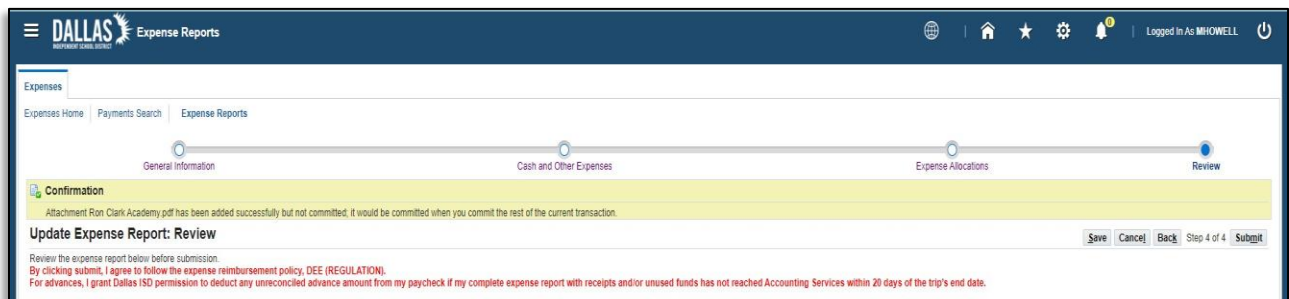 DALLAS
INDEPENDENT SCHOOL DISTRICT
Expense Reports
0
Logged In As MHOWELL
Expenses
Expenses Home | Payments Search | Expense Reports
General Information Cash and Other Expenses Expense Allocations Review
Confirmation
Attachment Ron Clark Academy.pdf has been added successfully but not committed; it would be committed when you commit the rest of the current transaction.
Update Expense Report: Review
Save Cancel Back Step 4 of 4 Submit
Review the expense report below before submission.
By clicking submit, I agree to follow the expense reimbursement policy, DEE (REGULATION).
For advances, I grant Dallas ISD permission to deduct any unreconciled advance amount from my paycheck if my complete expense report with receipts and/or unused funds has not reached Accounting Services within 20 days of the trip's end date.